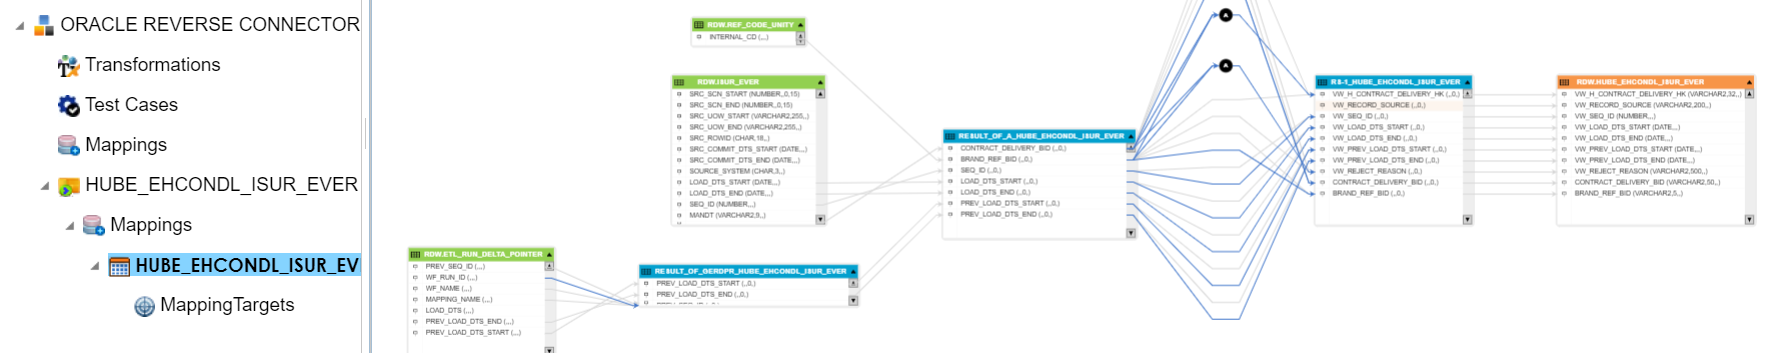 ORACLE REVERSE CONNECTOR
Transformations
Test Cases
Mappings
HUBE_EHCONDL_ISUR_EVER
Mappings
HUBE_EHCONDL_ISUR_EV
MappingTargets
RDW.REF_CODE_UNITY
INTERNAL_CD (,,,)
RDW.ISUR_EVER
SRC_SCN_START (NUMBER,,0,15)
SRC_SCN_END (NUMBER,,0,15)
SRC_UOW_START (VARCHAR2,255,,)
SRC_UOW_END (VARCHAR2,255,,)
SRC_ROWID (CHAR,18,,)
SRC_COMMIT_DTS_START (DATE,,,)
SRC_COMMIT_DTS_END (DATE,,,)
SOURCE_SYSTEM (CHAR,3,,)
LOAD_DTS_START (DATE,,,)
LOAD_DTS_END (DATE,,,)
SEQ_ID (NUMBER,,,)
MANDT (VARCHAR2,9,,)
RDW.ETL_RUN_DELTA_POINTER
PREV_SEQ_ID (,,,)
WF_RUN_ID (,,,)
WF_NAME (,,,)
MAPPING_NAME (,,,)
LOAD_DTS (,,,)
PREV_LOAD_DTS_END (,,,)
PREV_LOAD_DTS_START (,,,)
RESULT_OF_GERDPR_HUBE_EHCONDL_ISUR_EVER
PREV_LOAD_DTS_START (,,0,)
PREV_LOAD_DTS_END (,,0,)
RESULT_OF_A_HUBE_EHCONDL_ISUR_EVER
CONTRACT_DELIVERY_BID (,,0,)
BRAND_REF_BID (,,0,)
SEQ_ID (,,0,)
LOAD_DTS_START (,,0,)
LOAD_DTS_END (,,0,)
PREV_LOAD_DTS_START (,,0,)
PREV_LOAD_DTS_END (,,0,)
A
A
RS-1_HUBE_EHCONDL_ISUR_EVER
VW_H_CONTRACT_DELIVERY_HK (,,0,)
VW_RECORD_SOURCE (,,0,)
VW_SEQ_ID (,,0,)
VW_LOAD_DTS_START (,,0,)
VW_LOAD_DTS_END (,,0,)
VW_PREV_LOAD_DTS_START (,,0,)
VW_PREV_LOAD_DTS_END (,,0,)
VW_REJECT_REASON (,,0,)
CONTRACT_DELIVERY_BID (,,0,)
BRAND_REF_BID (,,0,)
RDW.HUBE_EHCONDL_ISUR_EVER
VW_H_CONTRACT_DELIVERY_HK (VARCHAR2,32,,)
VW_RECORD_SOURCE (VARCHAR2,200,,)
VW_SEQ_ID (NUMBER,,,)
VW_LOAD_DTS_START (DATE,,,)
VW_LOAD_DTS_END (DATE,,,)
VW_PREV_LOAD_DTS_START (DATE,,,)
VW_PREV_LOAD_DTS_END (DATE,,,)
VW_REJECT_REASON (VARCHAR2,500,,)
CONTRACT_DELIVERY_BID (VARCHAR2,50,,)
BRAND_REF_BID (VARCHAR2,5,,)